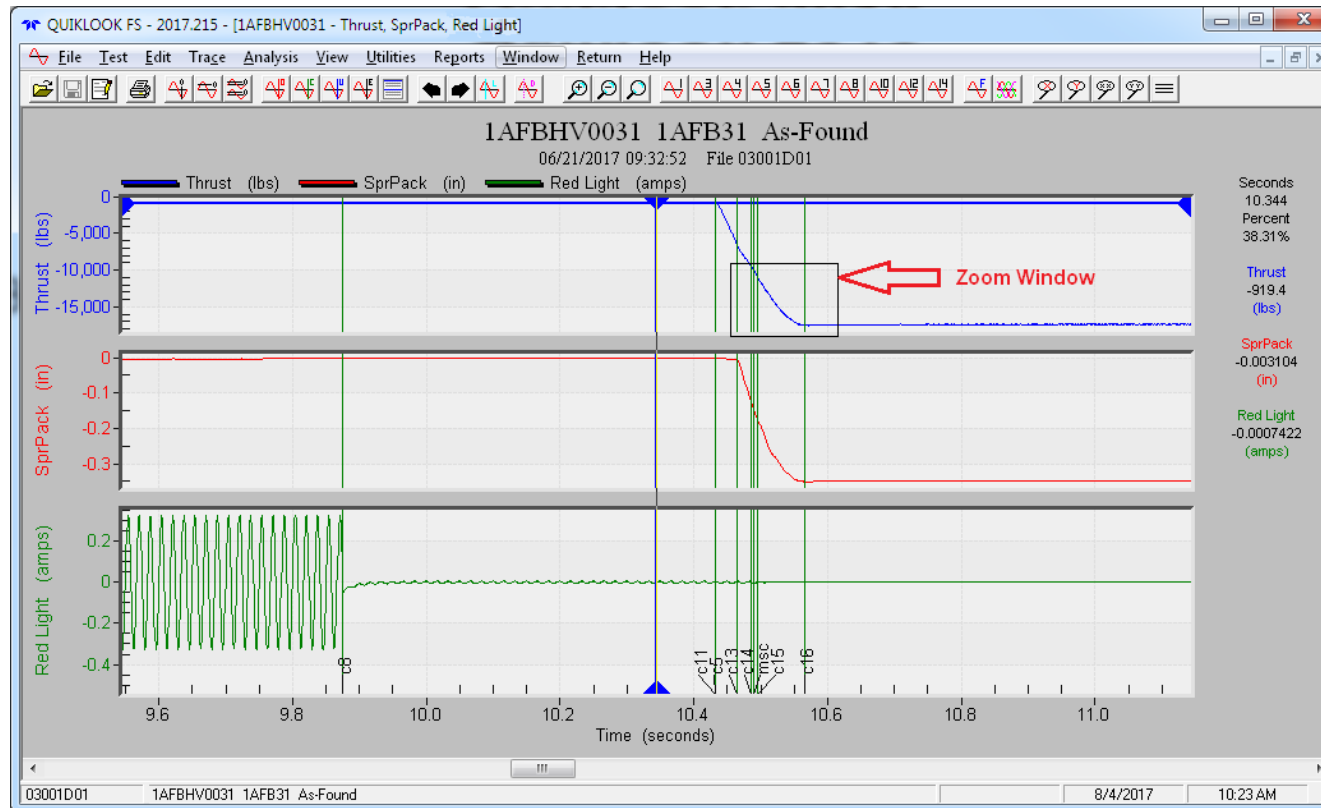 QUIKLOOK FS - 2017.215 - [1AFBHV0031 - Thrust, SprPack, Red Light]
File Test Edit Trace Analysis View Utilities Reports Window Return Help
1AFBHV0031 1AFB31 As-Found
06/21/2017 09:32:52 File 03001D01
Thrust (lbs) SprPack (in) Red Light (amps)
Thrust (lbs)
0
-5,000
-10,000
-15,000
Zoom Window
SprPack (in)
0
-0.1
-0.2
-0.3
Red Light (amps)
0.2
0
-0.2
-0.4
c8 c11 c5 c13 c14 msc c15 c16
9.6 9.8 10.0 10.2 10.4 10.6 10.8 11.0
Time (seconds)
Seconds
10.344
Percent
38.31%
Thrust
-919.4
(lbs)
SprPack
-0.003104
(in)
Red Light
-0.0007422
(amps)
03001D01 1AFBHV0031 1AFB31 As-Found 8/4/2017 10:23 AM